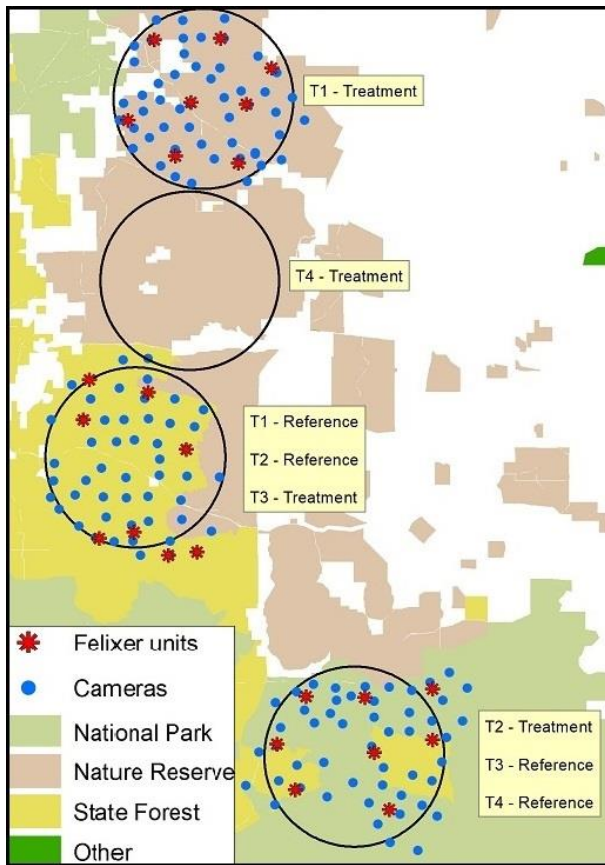 T1 - Treatment
T4 - Treatment
T1 - Reference
T2 - Reference
T3 - Treatment
T2 - Treatment
T3 - Reference
T4 - Reference
Felixer units
Cameras
National Park
Nature Reserve
State Forest
Other